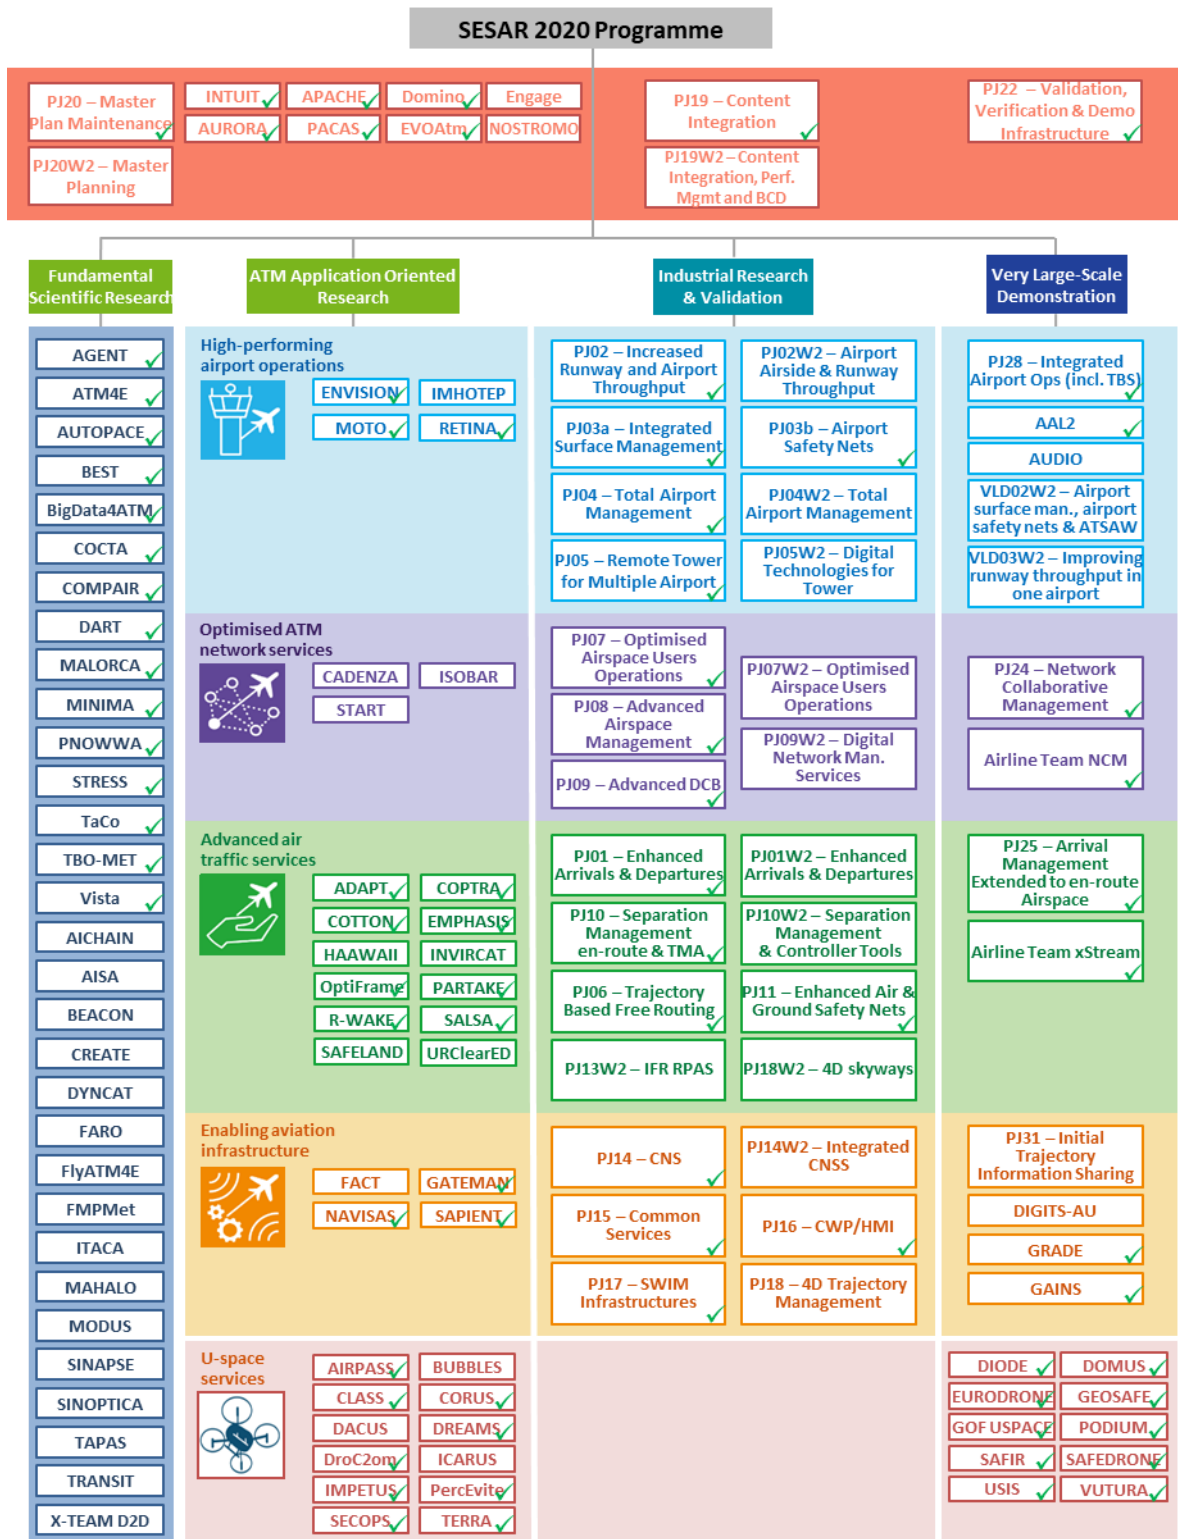 SESAR 2020 Programme
PJ20 – Master
Plan Maintenance
PJ20W2 – Master
Planning
INTUIT
APACHE
Domino
Engage
AURORA
PACAS
EVOAtm
NOSTROMO
PJ19 – Content
Integration
PJ19W2 – Content
Integration, Perf.
Mgmt and BCD
PJ22 – Validation,
Verification & Demo
Infrastructure
Fundamental
Scientific Research
ATM Application Oriented
Research
Industrial Research
& Validation
Very Large-Scale
Demonstration
AGENT
ATM4E
AUTOPACE
BEST
BigData4ATM
COCTA
COMPAIR
DART
MALORCA
MINIMA
PNOWWA
STRESS
TaCo
TBO-MET
Vista
AICHAIN
AISA
BEACON
CREATE
DYNCAT
FARO
FlyATM4E
FMPMet
ITACA
MAHALO
MODUS
SINAPSE
SINOPTICA
TAPAS
TRANSIT
X-TEAM D2D
High-performing
airport operations
ENVISION
IMHOTEP
MOTO
RETINA
PJ02 – Increased
Runway and Airport
Throughput
PJ02W2 – Airport
Airside & Runway
Throughput
PJ03a – Integrated
Surface Management
PJ03b – Airport
Safety Nets
PJ04 – Total Airport
Management
PJ04W2 – Total
Airport Management
PJ05 – Remote Tower
for Multiple Airport
PJ05W2 – Digital
Technologies for
Tower
PJ28 – Integrated
Airport Ops (incl. TBS)
AAL2
AUDIO
VLD02W2 – Airport
surface man., airport
safety nets & ATSAW
VLD03W2 – Improving
runway throughput in
one airport
Optimised ATM
network services
CADENZA
ISOBAR
START
PJ07 – Optimised
Airspace Users
Operations
PJ08 – Advanced
Airspace
Management
PJ09 – Advanced DCB
PJ07W2 – Optimised
Airspace Users
Operations
PJ09W2 – Digital
Network Man.
Services
PJ24 – Network
Collaborative
Management
Airline Team NCM
Advanced air
traffic services
ADAPT
COPTRA
COTTON
EMPHASIS
HAAWAII
INVIRCAT
OptiFrame
PARTAKE
R-WAKE
SALSA
SAFELAND
URClearED
PJ01 – Enhanced
Arrivals & Departures
PJ01W2 – Enhanced
Arrivals & Departures
PJ10 – Separation
Management
en-route & TMA
PJ10W2 – Separation
Management
& Controller Tools
PJ06 – Trajectory
Based Free Routing
PJ11 – Enhanced Air &
Ground Safety Nets
PJ13W2 – IFR RPAS
PJ18W2 – 4D skyways
PJ25 – Arrival
Management
Extended to en-route
Airspace
Airline Team xStream
Enabling aviation
infrastructure
FACT
GATEMAN
NAVISAS
SAPIENT
PJ14 – CNS
PJ14W2 – Integrated
CNSS
PJ15 – Common
Services
PJ16 – CWP/HMI
PJ17 – SWIM
Infrastructures
PJ18 – 4D Trajectory
Management
PJ31 – Initial
Trajectory
Information Sharing
DIGITS-AU
GRADE
GAINS
U-space
services
AIRPASS
BUBBLES
CLASS
CORUS
DACUS
DREAMS
DroC2om
ICARUS
IMPETUS
PercEvite
SECOPS
TERRA
DIODE
DOMUS
EURODRONE
GEOSAFE
GOF USPACE
PODIUM
SAFIR
SAFEDRONE
USIS
VUTURA